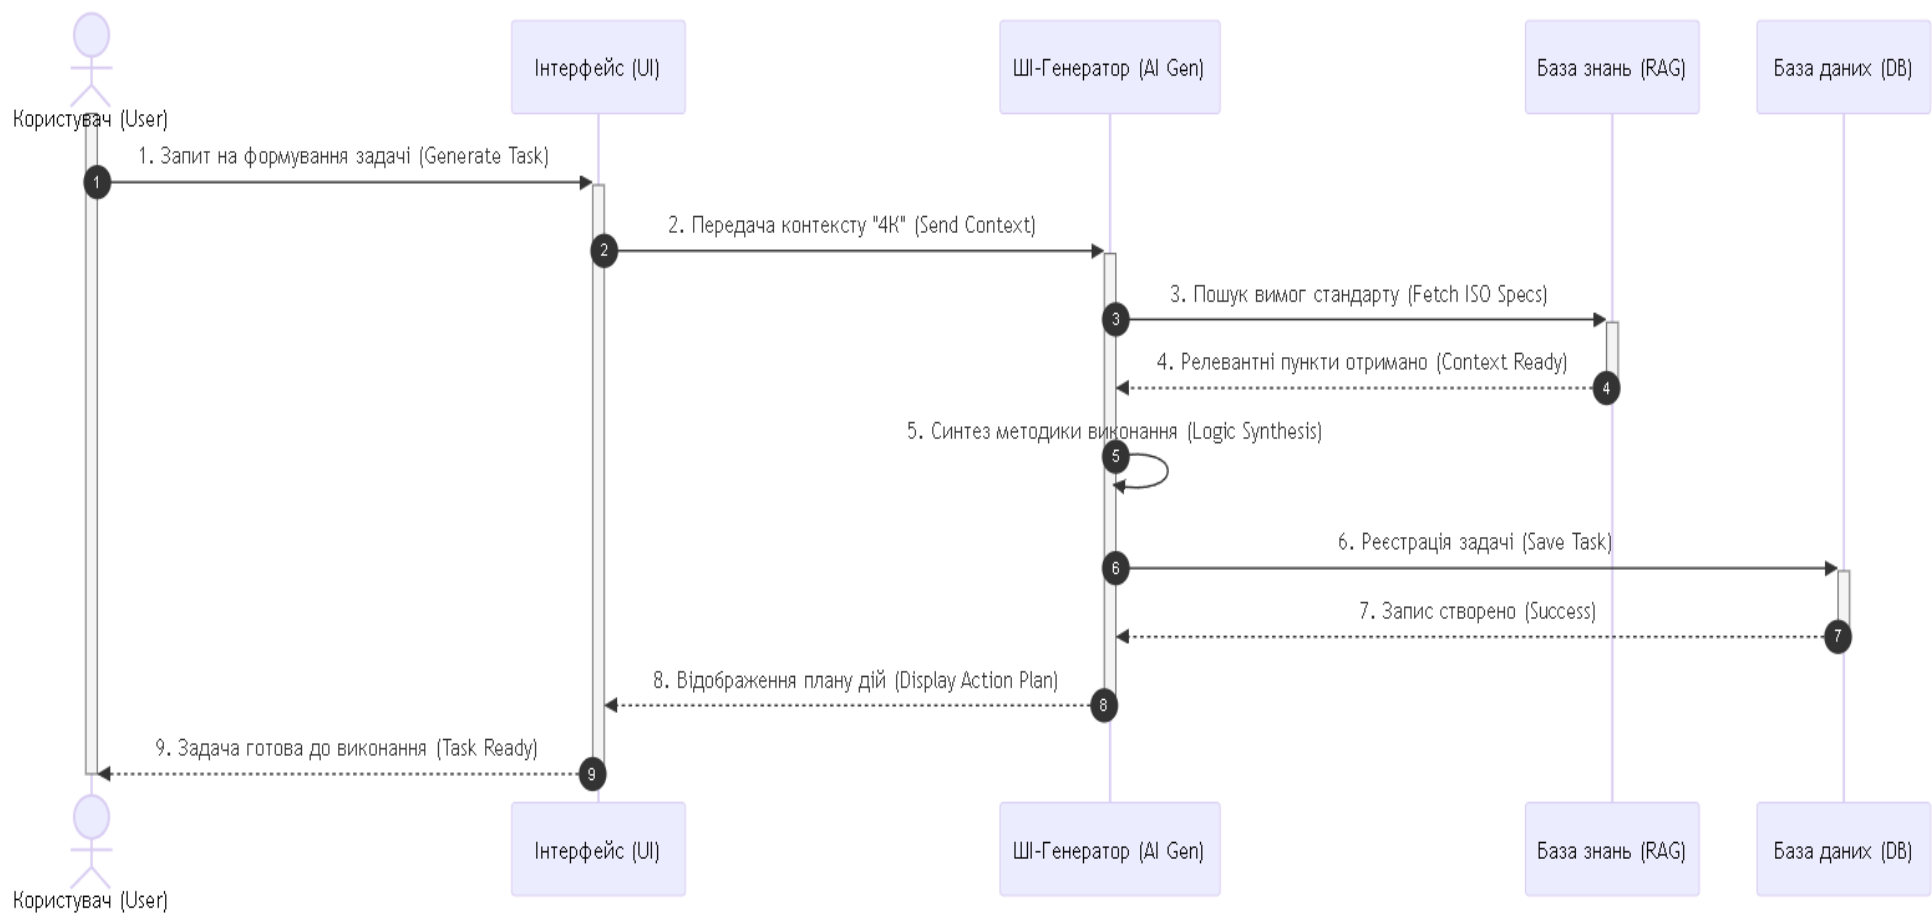 Користувач (User)
Інтерфейс (UI)
ШІ-Генератор (AI Gen)
База знань (RAG)
База даних (DB)
1. Запит на формування задачі (Generate Task)
1
2. Передача контексту "4К" (Send Context)
2
3. Пошук вимог стандарту (Fetch ISO Specs)
3
4. Релевантні пункти отримано (Context Ready)
4
5. Синтез методики виконання (Logic Synthesis)
5
6. Реєстрація задачі (Save Task)
6
7. Запис створено (Success)
7
8. Відображення плану дій (Display Action Plan)
8
9. Задача готова до виконання (Task Ready)
9
Користувач (User)
Інтерфейс (UI)
ШІ-Генератор (AI Gen)
База знань (RAG)
База даних (DB)